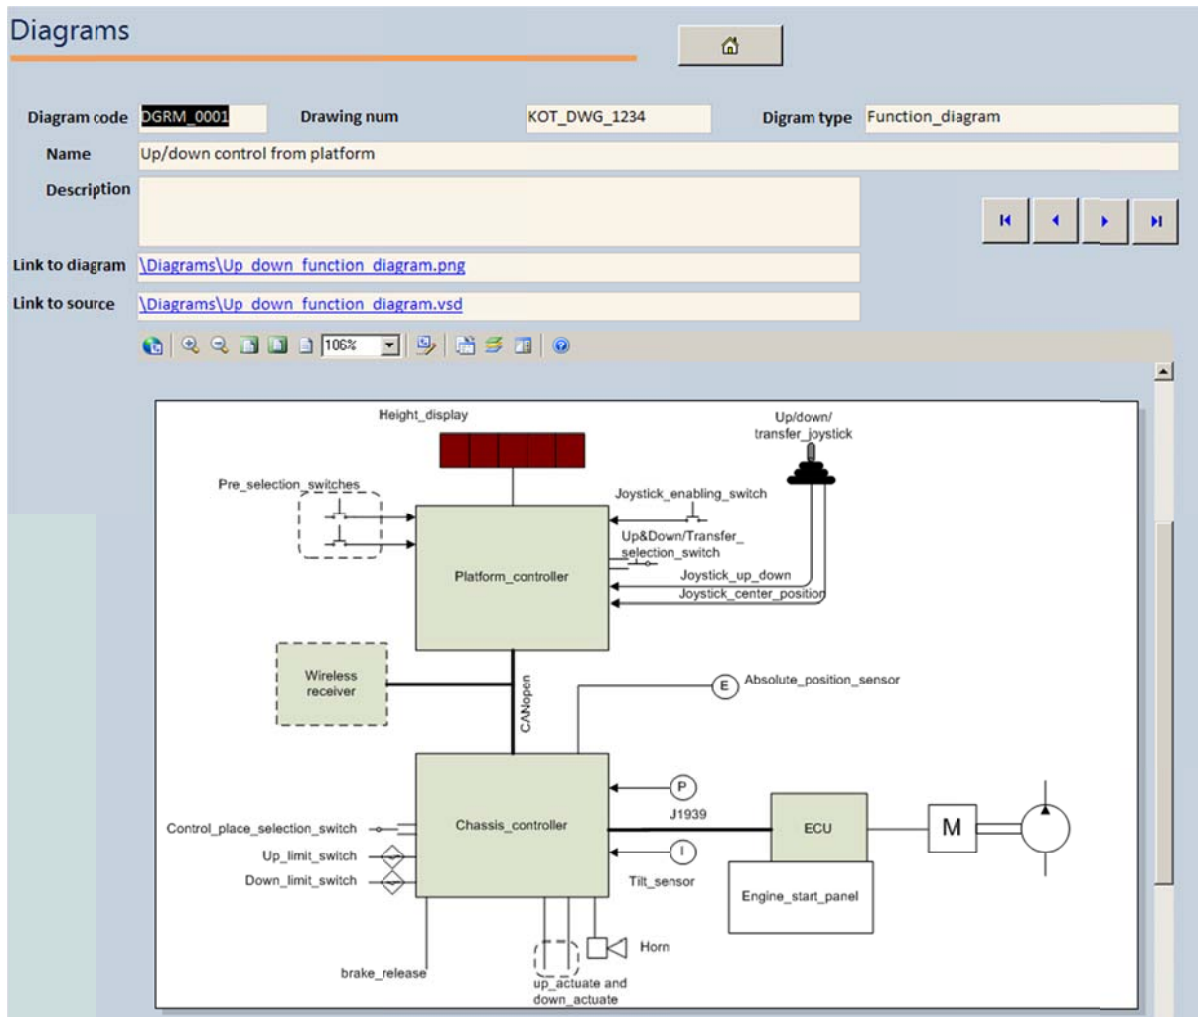 Diagrams
Diagram code DGRM_0001 Drawing num KOT_DWG_1234 Digram type Function_diagram
Name Up/down control from platform
Description
Link to diagram \Diagrams\Up_down_function_diagram.png
Link to source \Diagrams\Up_down_function_diagram.vsd
106%
Height_display
Up/down/
transfer_joystick
Pre_selection_switches
Joystick_enabling_switch
Up&Down/Transfer_
selection_switch
Platform_controller
Joystick_up_down
Joystick_center_position
Wireless
receiver
CANopen
E
Absolute_position_sensor
P
J1939
Control_place_selection_switch
Chassis_controller
ECU
M
Up_limit_switch
I
Down_limit_switch
Tilt_sensor
Engine_start_panel
Horn
brake_release
up_actuate and
down_actuate